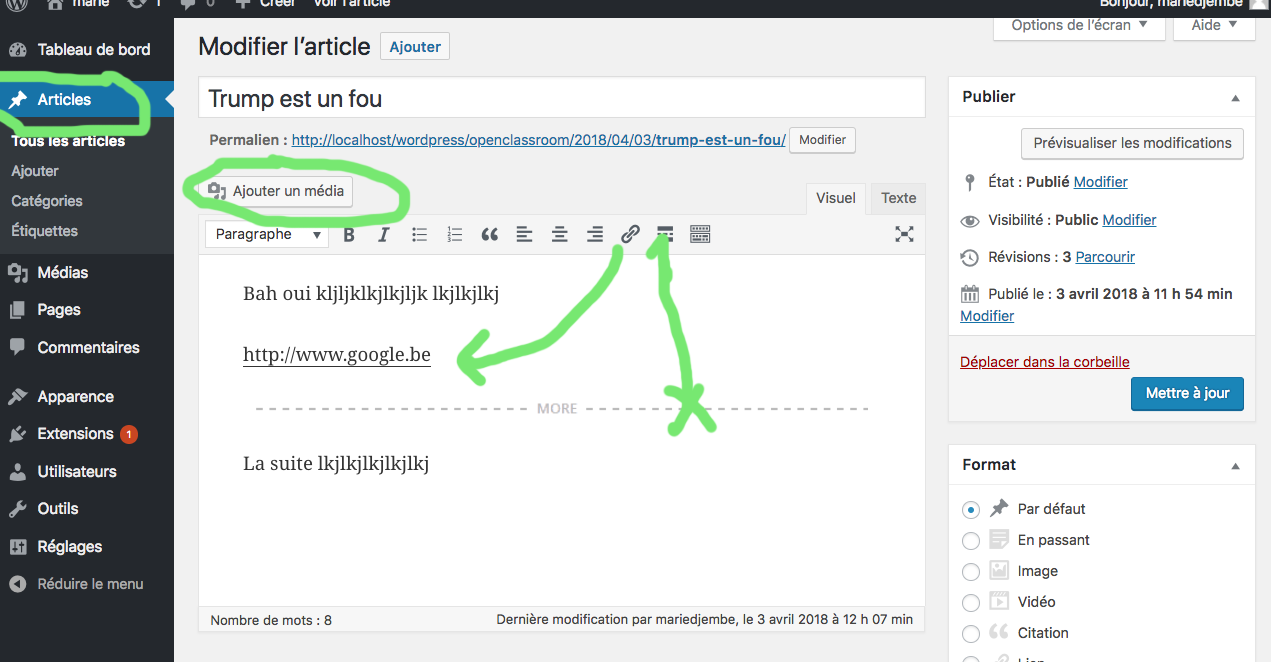 marie 1 0 Créer Voir l'article Bonjour, mariedjembe
Options de l'écran ▼ Aide ▼
Tableau de bord
Articles
Tous les articles
Ajouter
Catégories
Étiquettes
Médias
Pages
Commentaires
Apparence
Extensions 1
Utilisateurs
Outils
Réglages
Réduire le menu
Modifier l’article Ajouter
Trump est un fou
Permalien : http://localhost/wordpress/openclassroom/2018/04/03/trump-est-un-fou/ Modifier
Ajouter un média
Visuel Texte
Paragraphe ▼ B I
Bah oui kljljklkjlkjljk lkjlkjlkj
http://www.google.be
MORE
La suite lkjlkjlkjlkjlkj
Nombre de mots : 8 Dernière modification par mariedjembe, le 3 avril 2018 à 12 h 07 min
Publier
Prévisualiser les modifications
État : Publié Modifier
Visibilité : Public Modifier
Révisions : 3 Parcourir
Publié le : 3 avril 2018 à 11 h 54 min
Modifier
Déplacer dans la corbeille
Mettre à jour
Format
Par défaut
En passant
Image
Vidéo
Citation
Lien